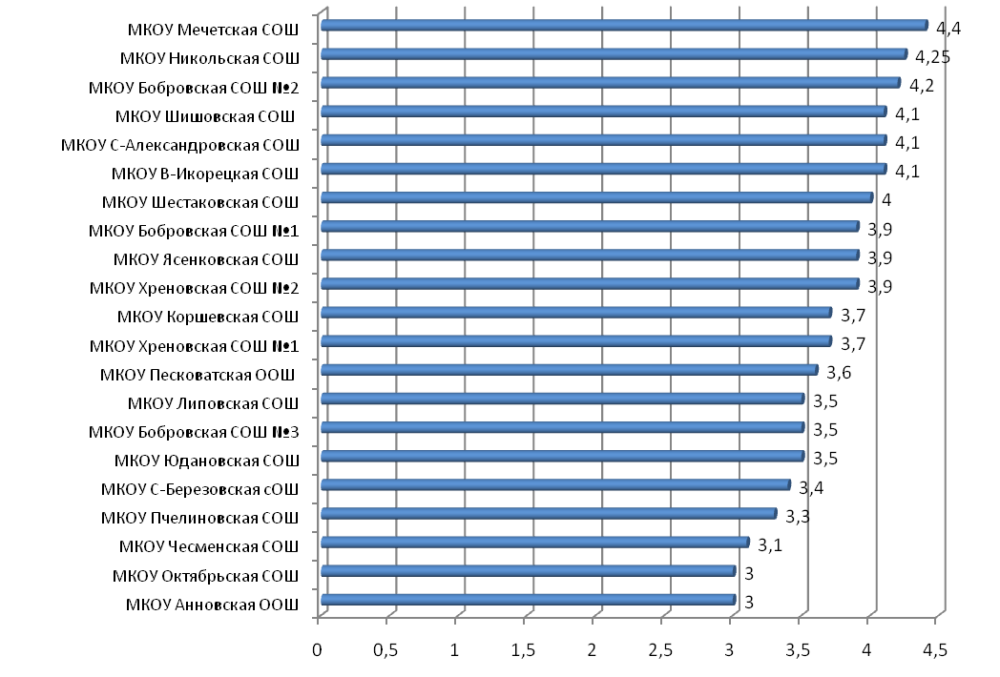 МКОУ Мечетская СОШ 4,4
МКОУ Никольская СОШ 4,25
МКОУ Бобровская СОШ №2 4,2
МКОУ Шишовская СОШ 4,1
МКОУ С-Александровская СОШ 4,1
МКОУ В-Икорецкая СОШ 4,1
МКОУ Шестаковская СОШ 4
МКОУ Бобровская СОШ №1 3,9
МКОУ Ясенковская СОШ 3,9
МКОУ Хреновская СОШ №2 3,9
МКОУ Коршевская СОШ 3,7
МКОУ Хреновская СОШ №1 3,7
МКОУ Песковатская ООШ 3,6
МКОУ Липовская СОШ 3,5
МКОУ Бобровская СОШ №3 3,5
МКОУ Юдановская СОШ 3,5
МКОУ С-Березовская сОШ 3,4
МКОУ Пчелиновская СОШ 3,3
МКОУ Чесменская СОШ 3,1
МКОУ Октябрьская СОШ 3
МКОУ Анновская ООШ 3
0 0,5 1 1,5 2 2,5 3 3,5 4 4,5